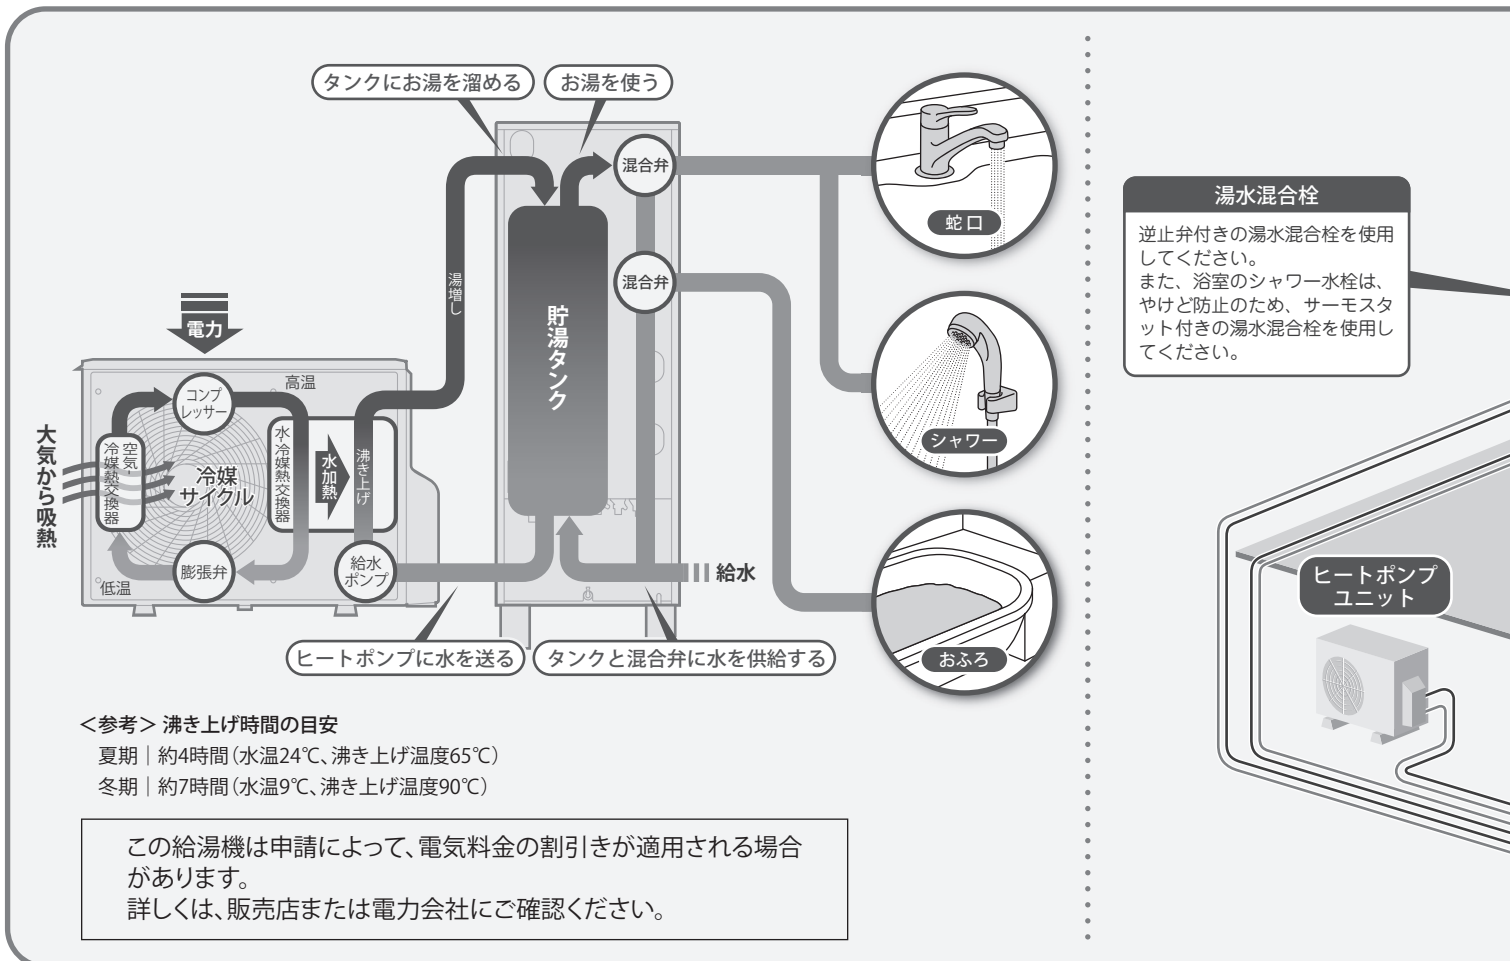 タンクにお湯を溜める
お湯を使う
混合弁
混合弁
蛇口
シャワー
おふろ
湯増し
貯湯タンク
電力
コンプ
レッサー
高温
大気から吸熱
空気-
冷媒熱交換器
冷媒
サイクル
水-冷媒熱交換器
水加熱
沸き上げ
膨張弁
低温
給水
ポンプ
給水
ヒートポンプに水を送る
タンクと混合弁に水を供給する
＜参考＞ 沸き上げ時間の目安
夏期｜約4時間（水温24℃、沸き上げ温度65℃）
冬期｜約7時間（水温9℃、沸き上げ温度90℃）
この給湯機は申請によって、電気料金の割引きが適用される場合
があります。
詳しくは、販売店または電力会社にご確認ください。
湯水混合栓
逆止弁付きの湯水混合栓を使用
してください。
また、浴室のシャワー水栓は、
やけど防止のため、サーモスタ
ット付きの湯水混合栓を使用し
てください。
ヒートポンプ
ユニット